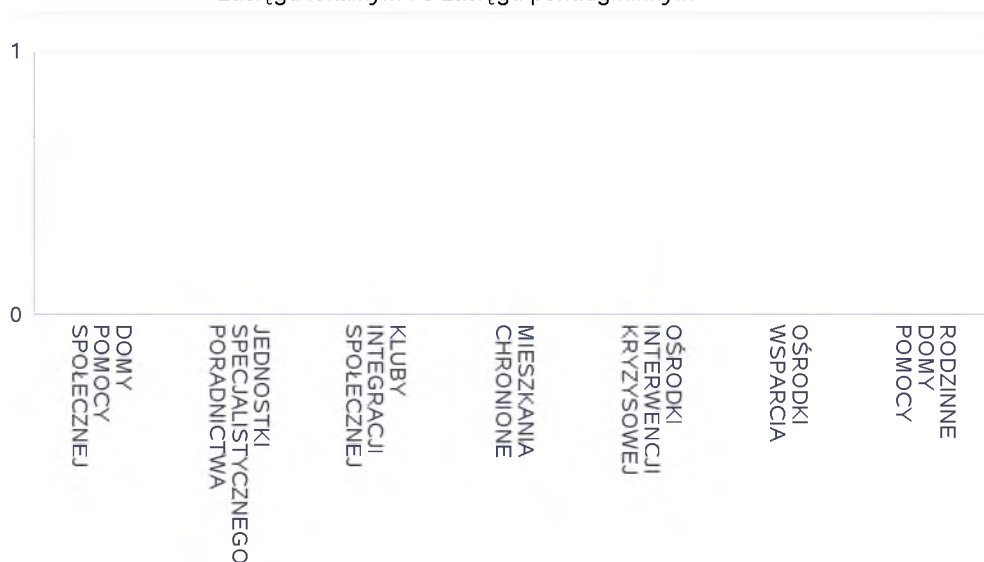 1
0
DOMY
POMOCY
SPOŁECZNEJ
JEDNOSTKI
SPECJALISTYCZNEGO
PORADNICTWA
KLUBY
INTEGRACJI
SPOŁECZNEJ
MIESZKANIA
CHRONIONE
OŚRODKI
INTERWENCJI
KRYZYSOWEJ
OŚRODKI
WSPARCIA
RODZINNE
DOMY
POMOCY